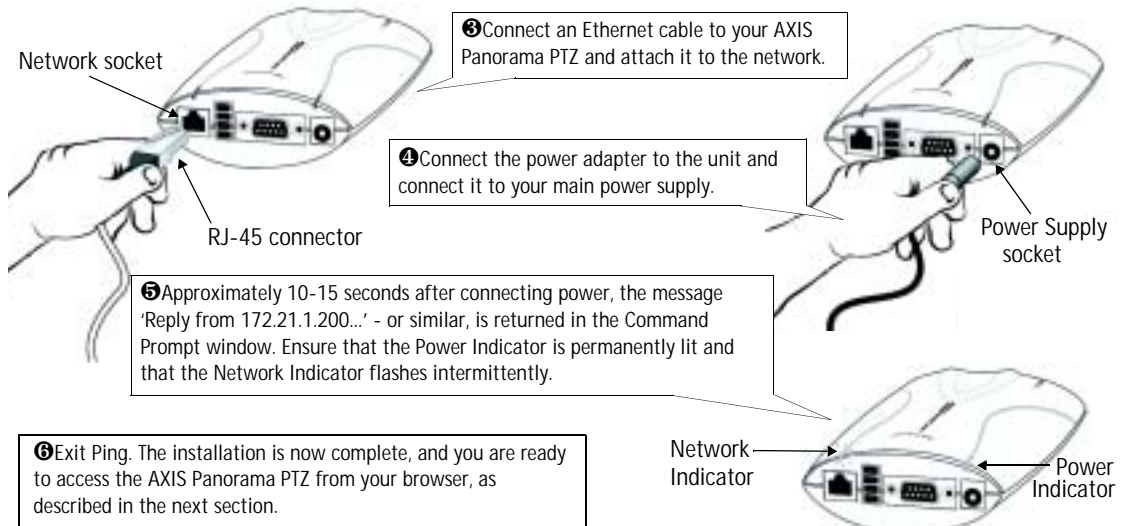 ❸Connect an Ethernet cable to your AXIS
Panorama PTZ and attach it to the network.
Network socket
❹Connect the power adapter to the unit and
connect it to your main power supply.
RJ-45 connector
Power Supply
socket
❺Approximately 10-15 seconds after connecting power, the message
‘Reply from 172.21.1.200...’ - or similar, is returned in the Command
Prompt window. Ensure that the Power Indicator is permanently lit and
that the Network Indicator flashes intermittently.
❻Exit Ping. The installation is now complete, and you are ready
to access the AXIS Panorama PTZ from your browser, as
described in the next section.
Network
Indicator
Power
Indicator